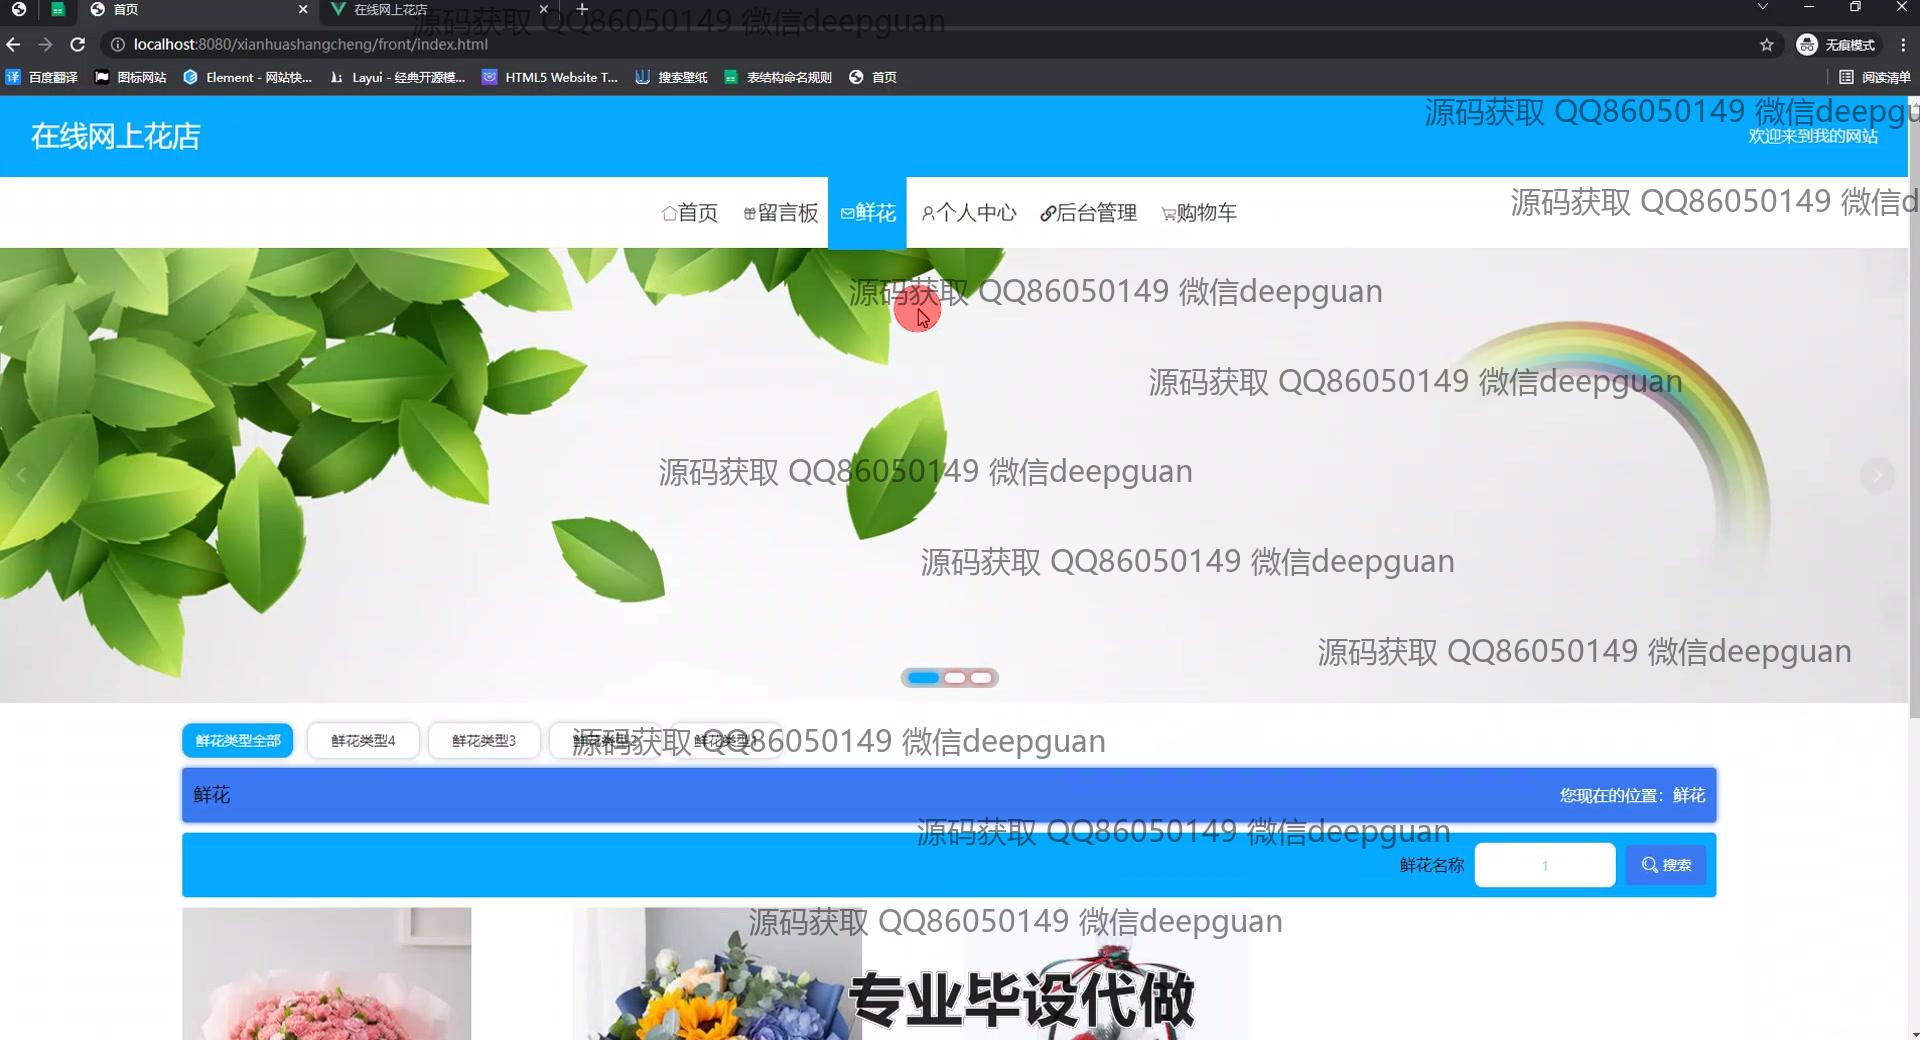 首页
在线网上花店
源码获取 QQ86050149 微信deepguan
localhost:8080/xianhuashangcheng/front/index.html
无痕模式
百度翻译
图标网站
Element - 网站快...
Layui - 经典开源模...
HTML5 Website T...
搜索壁纸
表结构命名规则
首页
阅读清单
源码获取 QQ86050149 微信deepgu
在线网上花店
欢迎来到我的网站
首页
留言板
鲜花
个人中心
后台管理
购物车
源码获取 QQ86050149 微信d
源码获取 QQ86050149 微信deepguan
源码获取 QQ86050149 微信deepguan
源码获取 QQ86050149 微信deepguan
源码获取 QQ86050149 微信deepguan
源码获取 QQ86050149 微信deepguan
鲜花类型全部
鲜花类型4
鲜花类型3
鲜花类型2
鲜花类型1
源码获取 QQ86050149 微信deepguan
鲜花
您现在的位置：鲜花
源码获取 QQ86050149 微信deepguan
鲜花名称
1
搜索
源码获取 QQ86050149 微信deepguan
专业毕设代做